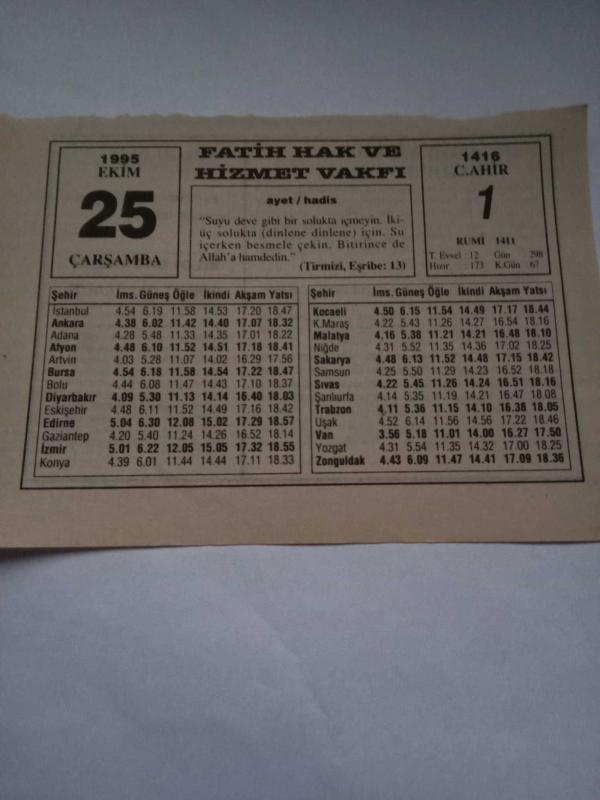 1995
EKİM
25
ÇARŞAMBA
FATİH HAK VE
HİZMET VAKFI
ayet / hadis
“Suyu deve gibi bir solukta içmeyin. İki-
üç solukta (dinlene dinlene) için. Su
içerken besmele çekin. Bitirince de
Allah'a hamdedin.”
(Tirmizi, Eşribe: 13)
1416
C.AHİR
1
RUMİ 1411
T. Evvel : 12 Gün : 298
Hızır : 173 K.Gün : 67
Şehir İms. Güneş Öğle İkindi Akşam Yatsı
İstanbul 4.54 6.19 11.58 14.53 17.20 18.47
Ankara 4.38 6.02 11.42 14.40 17.07 18.32
Adana 4.28 5.48 11.33 14.35 17.01 18.22
Afyon 4.48 6.10 11.52 14.51 17.18 18.41
Artvin 4.03 5.28 11.07 14.02 16.29 17.56
Bursa 4.54 6.18 11.58 14.54 17.22 18.47
Bolu 4.44 6.08 11.47 14.43 17.10 18.37
Diyarbakır 4.09 5.30 11.13 14.14 16.40 18.03
Eskişehir 4.48 6.11 11.52 14.49 17.16 18.42
Edirne 5.04 6.30 12.08 15.02 17.29 18.57
Gaziantep 4.20 5.40 11.24 14.26 16.52 18.14
İzmir 5.01 6.22 12.05 15.05 17.32 18.55
Konya 4.39 6.01 11.44 14.44 17.11 18.33
Şehir İms. Güneş Öğle İkindi Akşam Yatsı
Kocaeli 4.50 6.15 11.54 14.49 17.17 18.44
K.Maraş 4.22 5.43 11.26 14.27 16.54 18.16
Malatya 4.16 5.38 11.21 14.21 16.48 18.10
Niğde 4.31 5.52 11.35 14.36 17.02 18.25
Sakarya 4.48 6.13 11.52 14.48 17.15 18.42
Samsun 4.25 5.50 11.29 14.23 16.52 18.18
Sıvas 4.22 5.45 11.26 14.24 16.51 18.16
Şanlıurfa 4.14 5.35 11.19 14.21 16.47 18.08
Trabzon 4.11 5.36 11.15 14.10 16.38 18.05
Uşak 4.52 6.14 11.56 14.56 17.22 18.46
Van 3.56 5.18 11.01 14.00 16.27 17.50
Yozgat 4.31 5.54 11.35 14.32 17.00 18.25
Zonguldak 4.43 6.09 11.47 14.41 17.09 18.36